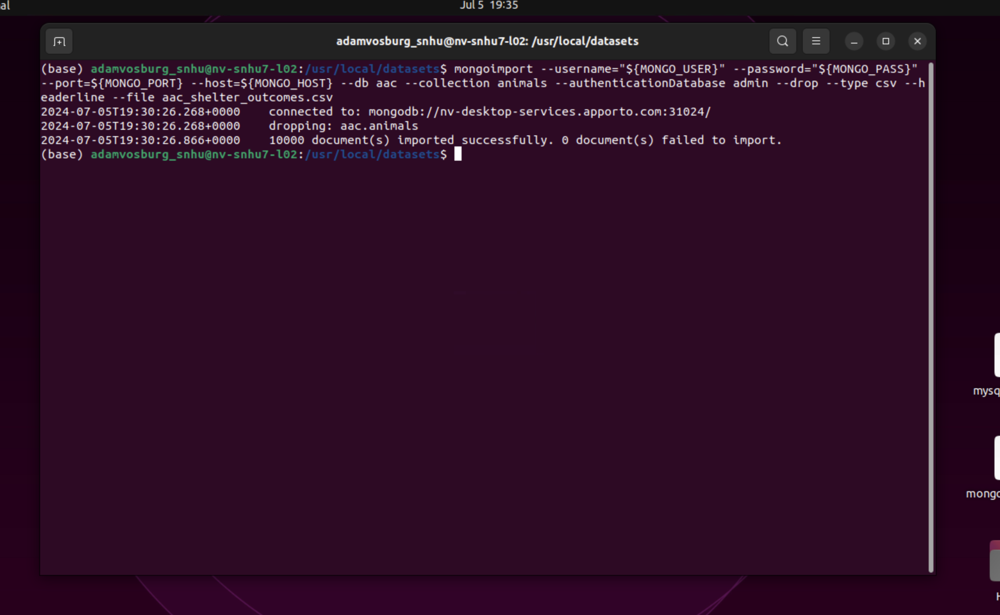 al
Jul 5 19:35
adamvosburg_snhu@nv-snhu7-l02: /usr/local/datasets
(base) adamvosburg_snhu@nv-snhu7-l02:/usr/local/datasets$ mongoimport --username="${MONGO_USER}" --password="${MONGO_PASS}"
--port=${MONGO_PORT} --host=${MONGO_HOST} --db aac --collection animals --authenticationDatabase admin --drop --type csv --h
eaderline --file aac_shelter_outcomes.csv
2024-07-05T19:30:26.268+0000    connected to: mongodb://nv-desktop-services.apporto.com:31024/
2024-07-05T19:30:26.268+0000    dropping: aac.animals
2024-07-05T19:30:26.866+0000    10000 document(s) imported successfully. 0 document(s) failed to import.
(base) adamvosburg_snhu@nv-snhu7-l02:/usr/local/datasets$
mysq
mongo
H